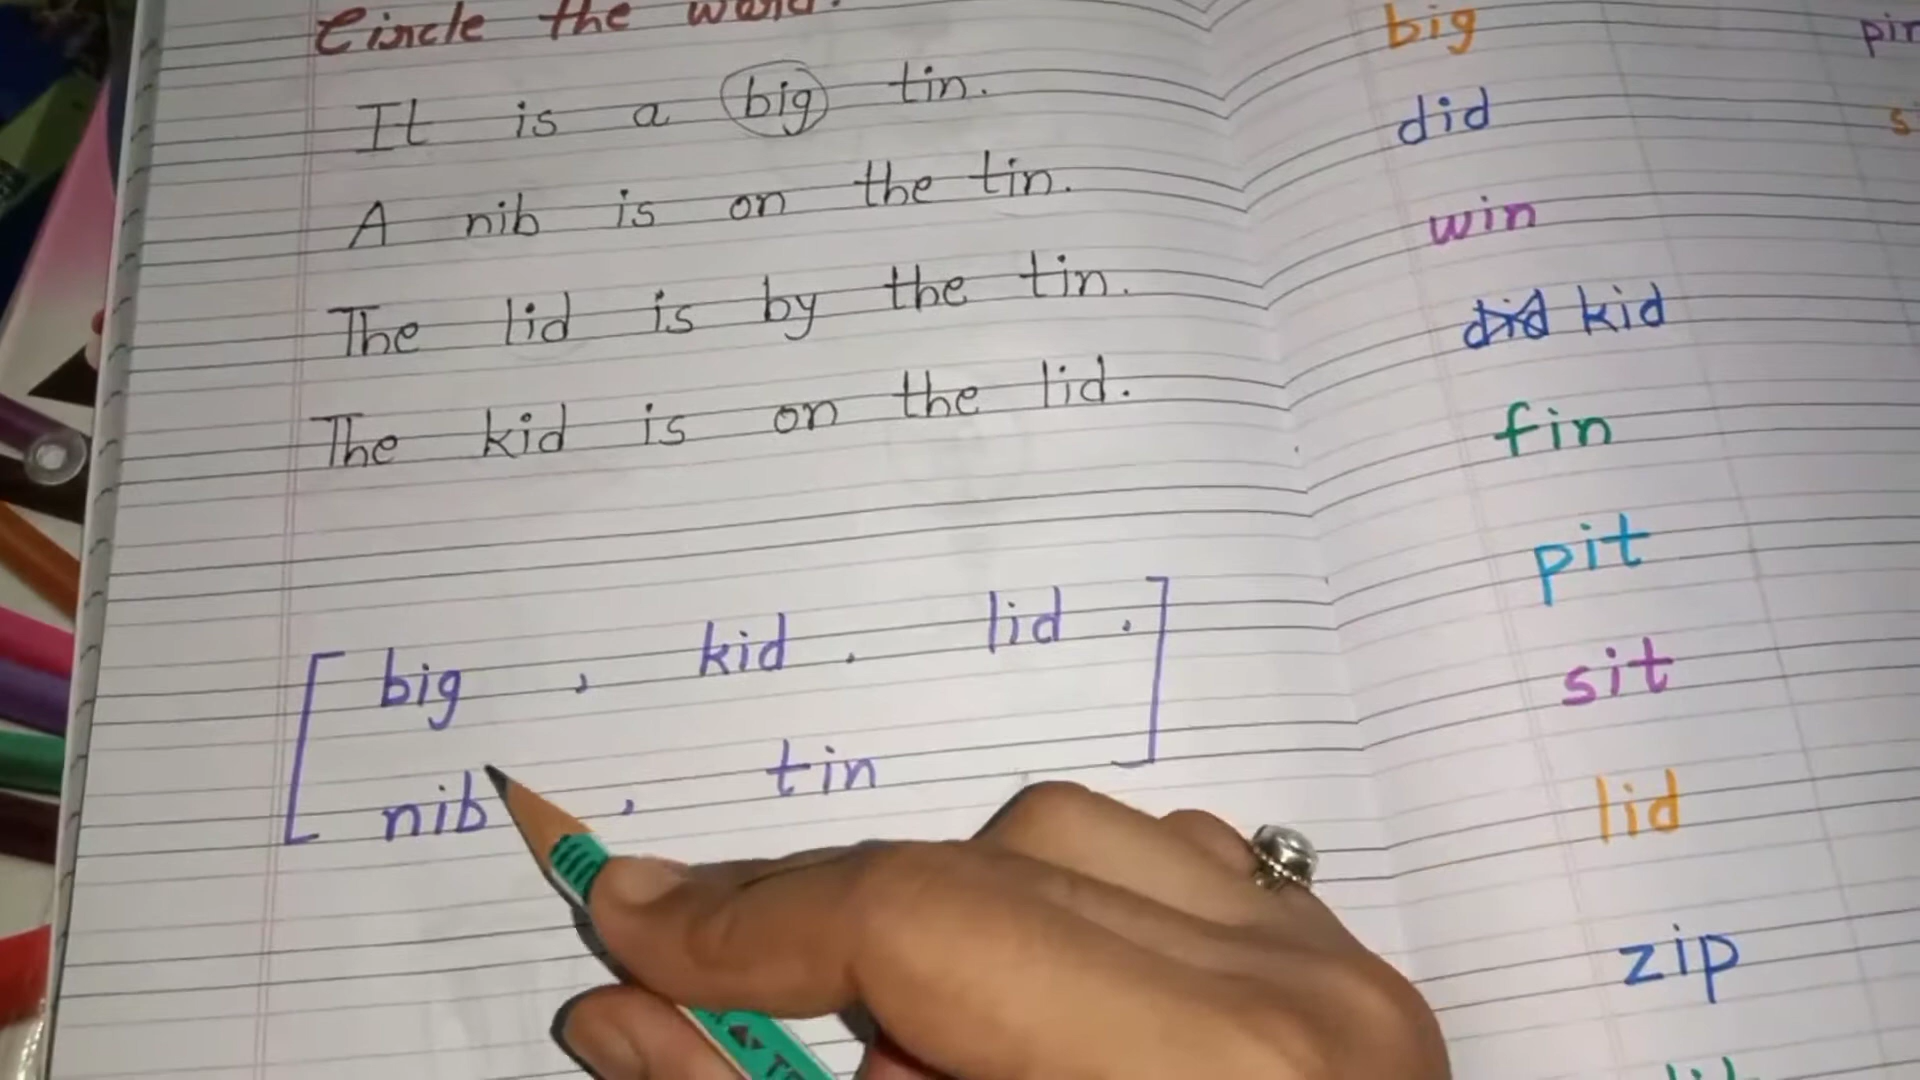 Circle the word.
It is a big tin.
A nib is on the tin.
The lid is by the tin.
The kid is on the lid.
[ big , kid . lid . ]
nib , tin
big
did
win
did kid
fin
pit
sit
lid
zip